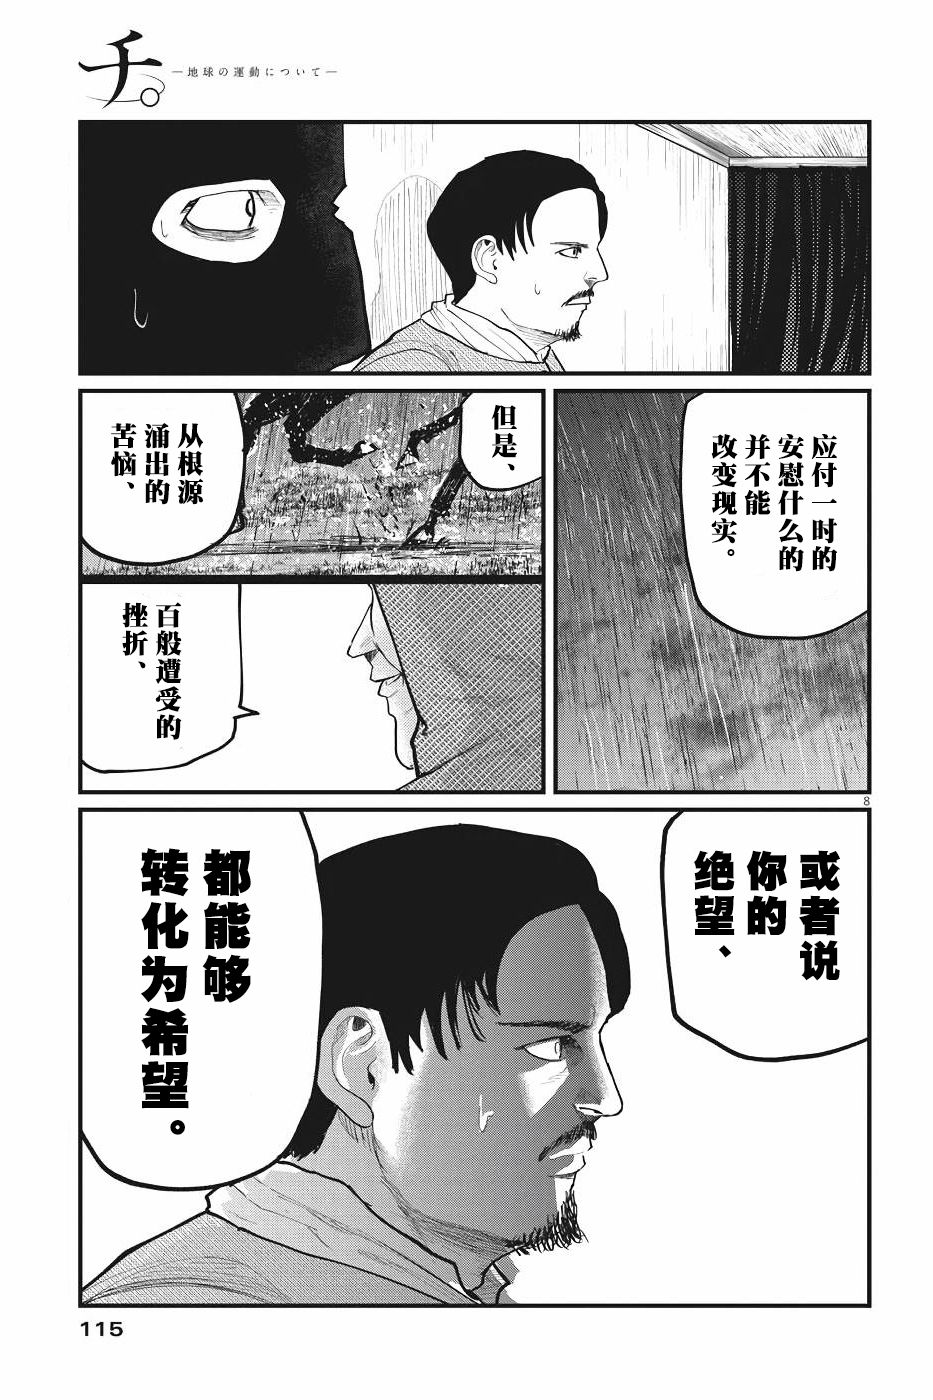 チ。
―地球の運動について―
应付一时的
安慰什么的
并不能
改变现实。
但是、
从根源
涌出的
苦恼、
百般遭受的
挫折、
8
或者说
你的
绝望、
都能够
转化为希望。
115